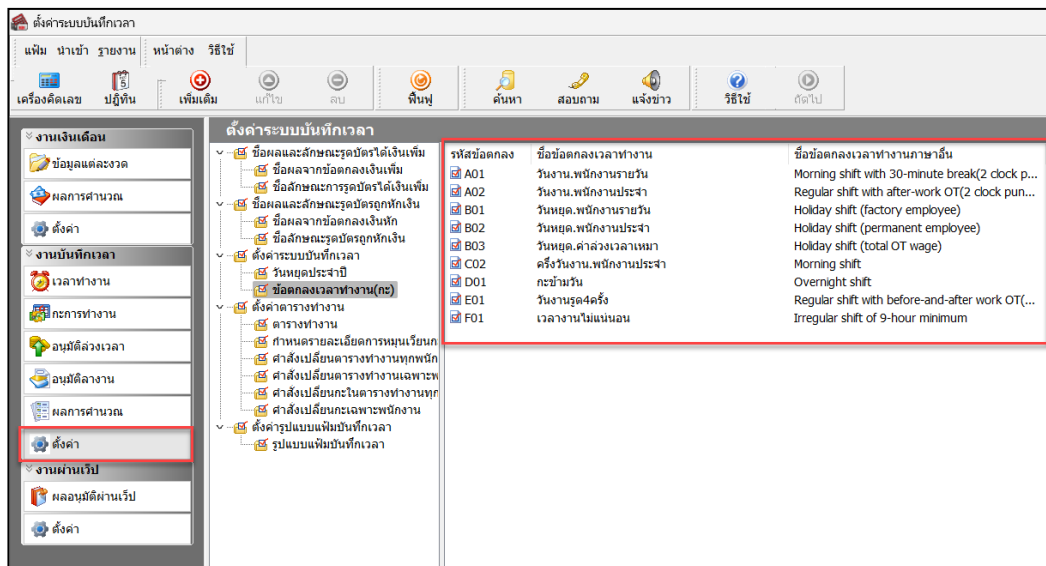 ตั้งค่าระบบบันทึกเวลา
แฟ้ม นำเข้า รายงาน หน้าต่าง วิธีใช้
5
เครื่องคิดเลข ปฏิทิน เพิ่มเติม แก้ไข ลบ ฟื้นฟู ค้นหา สอบถาม แจ้งข่าว วิธีใช้ ถัดไป
งานเงินเดือน
ข้อมูลแต่ละงวด
ผลการคำนวณ
ตั้งค่า
งานบันทึกเวลา
เวลาทำงาน
กะการทำงาน
อนุมัติล่วงเวลา
อนุมัติลางาน
ผลการคำนวณ
ตั้งค่า
งานผ่านเว็ป
ผลอนุมัติผ่านเว็ป
ตั้งค่า
ตั้งค่าระบบบันทึกเวลา
ชื่อผลและลักษณะรูดบัตรได้เงินเพิ่ม
ชื่อผลจากข้อตกลงเงินเพิ่ม
ชื่อลักษณะการรูดบัตรได้เงินเพิ่ม
ชื่อผลและลักษณะรูดบัตรถูกหักเงิน
ชื่อผลจากข้อตกลงเงินหัก
ชื่อลักษณะรูดบัตรถูกหักเงิน
ตั้งค่าระบบบันทึกเวลา
วันหยุดประจำปี
ข้อตกลงเวลาทำงาน(กะ)
ตั้งค่าตารางทำงาน
ตารางทำงาน
กำหนดรายละเอียดการหมุนเวียนก
คำสั่งเปลี่ยนตารางทำงานทุกพนัก
คำสั่งเปลี่ยนตารางทำงานเฉพาะพ
คำสั่งเปลี่ยนกะในตารางทำงานทุก
คำสั่งเปลี่ยนกะเฉพาะพนักงาน
ตั้งค่ารูปแบบแฟ้มบันทึกเวลา
รูปแบบแฟ้มบันทึกเวลา
รหัสข้อตกลง ชื่อข้อตกลงเวลาทำงาน ชื่อข้อตกลงเวลาทำงานภาษาอื่น
A01 วันงาน.พนักงานรายวัน Morning shift with 30-minute break(2 clock p...
A02 วันงาน.พนักงานประจำ Regular shift with after-work OT(2 clock pun...
B01 วันหยุด.พนักงานรายวัน Holiday shift (factory employee)
B02 วันหยุด.พนักงานประจำ Holiday shift (permanent employee)
B03 วันหยุด.ค่าล่วงเวลาเหมา Holiday shift (total OT wage)
C02 ครึ่งวันงาน.พนักงานประจำ Morning shift
D01 กะข้ามวัน Overnight shift
E01 วันงานรูด4ครั้ง Regular shift with before-and-after work OT(...
F01 เวลางานไม่แน่นอน Irregular shift of 9-hour minimum